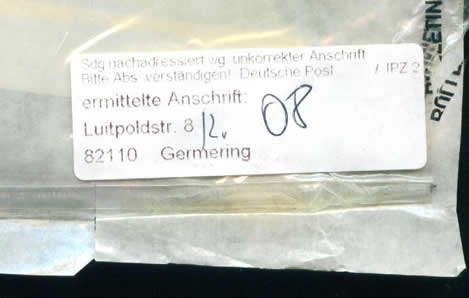 Sdg nachadressiert wg. unkorrekter Anschrift
Bitte Abs. verständigen! Deutsche Post / IPZ 2
ermittelte Anschrift:
Luitpoldstr. 8/2. 08
82110 Germering